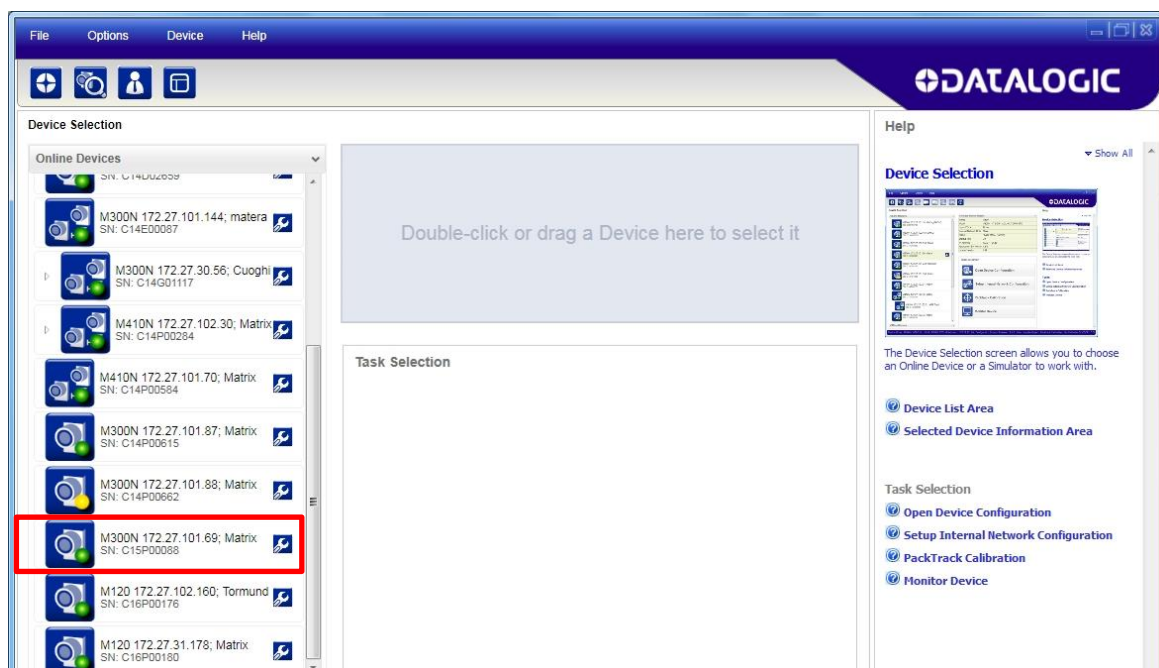 File Options Device Help
DATALOGIC
Device Selection
Online Devices
SN: C14D02659
M300N 172.27.101.144; matera
SN: C14E00087
M300N 172.27.30.56; Cuoghi
SN: C14G01117
M410N 172.27.102.30; Matrix
SN: C14P00284
M410N 172.27.101.70; Matrix
SN: C14P00584
M300N 172.27.101.87; Matrix
SN: C14P00615
M300N 172.27.101.88; Matrix
SN: C14P00662
M300N 172.27.101.69; Matrix
SN: C15P00088
M120 172.27.102.160; Tormund
SN: C16P00176
M120 172.27.31.178; Matrix
SN: C16P00180
Double-click or drag a Device here to select it
Task Selection
Help
Show All
Device Selection
DATALOGIC
The Device Selection screen allows you to choose
an Online Device or a Simulator to work with.
Device List Area
Selected Device Information Area
Task Selection
Open Device Configuration
Setup Internal Network Configuration
PackTrack Calibration
Monitor Device